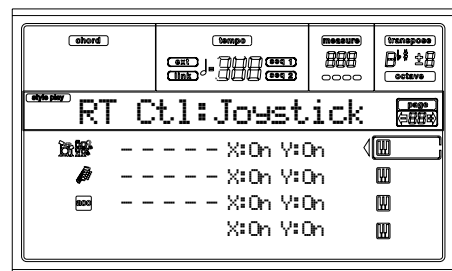 chord tempo measure transpose
ext seq 1
link seq 2
octave
style play page
RT Ctl:Joystick
- - - - - X:On Y:On
- - - - - X:On Y:On
acc - - - - - X:On Y:On
X:On Y:On